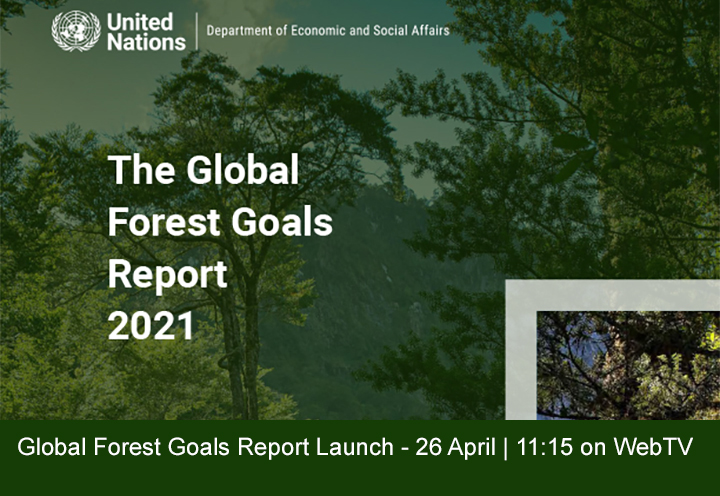 United
Nations
Department of Economic and Social Affairs
The Global
Forest Goals
Report
2021
Global Forest Goals Report Launch - 26 April | 11:15 on WebTV